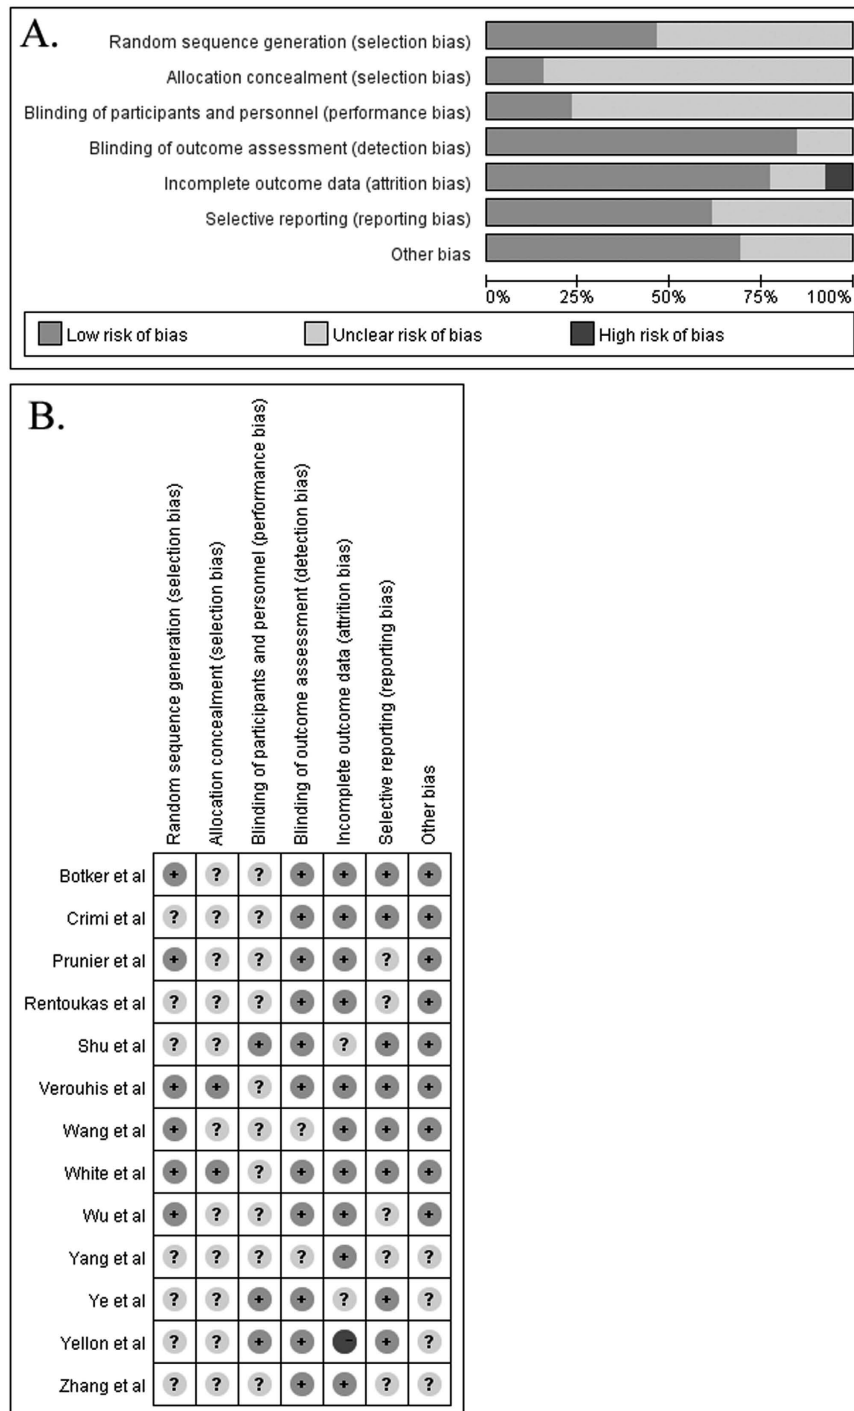 A.
Random sequence generation (selection bias)
Allocation concealment (selection bias)
Blinding of participants and personnel (performance bias)
Blinding of outcome assessment (detection bias)
Incomplete outcome data (attrition bias)
Selective reporting (reporting bias)
Other bias
0% 25% 50% 75% 100%
Low risk of bias Unclear risk of bias High risk of bias
B.
Random sequence generation (selection bias)
Allocation concealment (selection bias)
Blinding of participants and personnel (performance bias)
Blinding of outcome assessment (detection bias)
Incomplete outcome data (attrition bias)
Selective reporting (reporting bias)
Other bias
Botker et al + ? ? + + + +
Crimi et al ? ? ? + + + +
Prunier et al + ? ? + + ? +
Rentoukas et al ? ? ? + + ? +
Shu et al ? ? + + ? + +
Verouhis et al + + ? + + + +
Wang et al + ? ? ? + + +
White et al + + ? + + + +
Wu et al + ? ? + + ? +
Yang et al ? ? ? ? + ? ?
Ye et al ? ? + + ? + ?
Yellon et al ? ? + + - + ?
Zhang et al ? ? ? + + ? ?